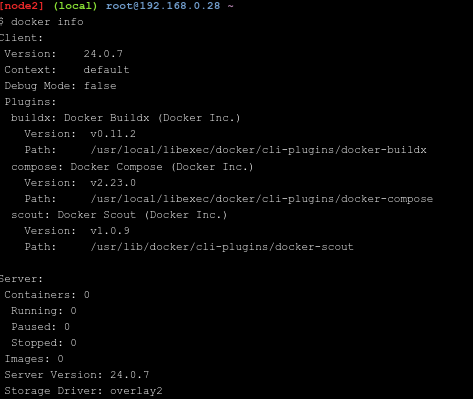 [node2] (local) root@192.168.0.28 ~
$ docker info
Client:
 Version:    24.0.7
 Context:    default
 Debug Mode: false
 Plugins:
  buildx: Docker Buildx (Docker Inc.)
    Version:  v0.11.2
    Path:     /usr/local/libexec/docker/cli-plugins/docker-buildx
  compose: Docker Compose (Docker Inc.)
    Version:  v2.23.0
    Path:     /usr/local/libexec/docker/cli-plugins/docker-compose
  scout: Docker Scout (Docker Inc.)
    Version:  v1.0.9
    Path:     /usr/lib/docker/cli-plugins/docker-scout

Server:
 Containers: 0
  Running: 0
  Paused: 0
  Stopped: 0
 Images: 0
 Server Version: 24.0.7
 Storage Driver: overlay2